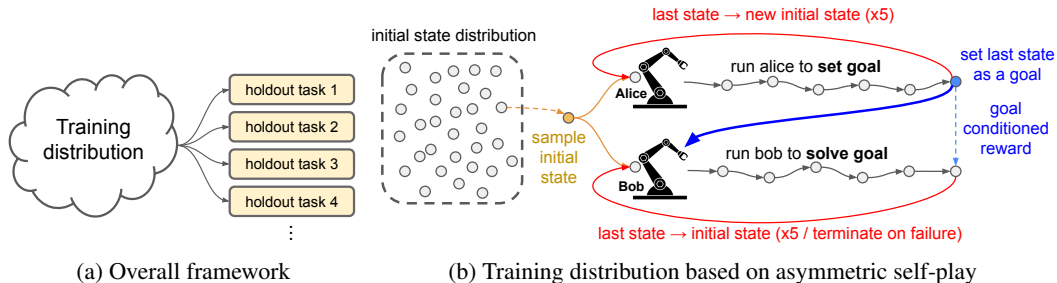 Training
distribution
holdout task 1
holdout task 2
holdout task 3
holdout task 4
⋮
(a) Overall framework
last state → new initial state (x5)
initial state distribution
sample
initial
state
Alice
run alice to set goal
set last state
as a goal
goal
conditioned
reward
Bob
run bob to solve goal
last state → initial state (x5 / terminate on failure)
(b) Training distribution based on asymmetric self-play